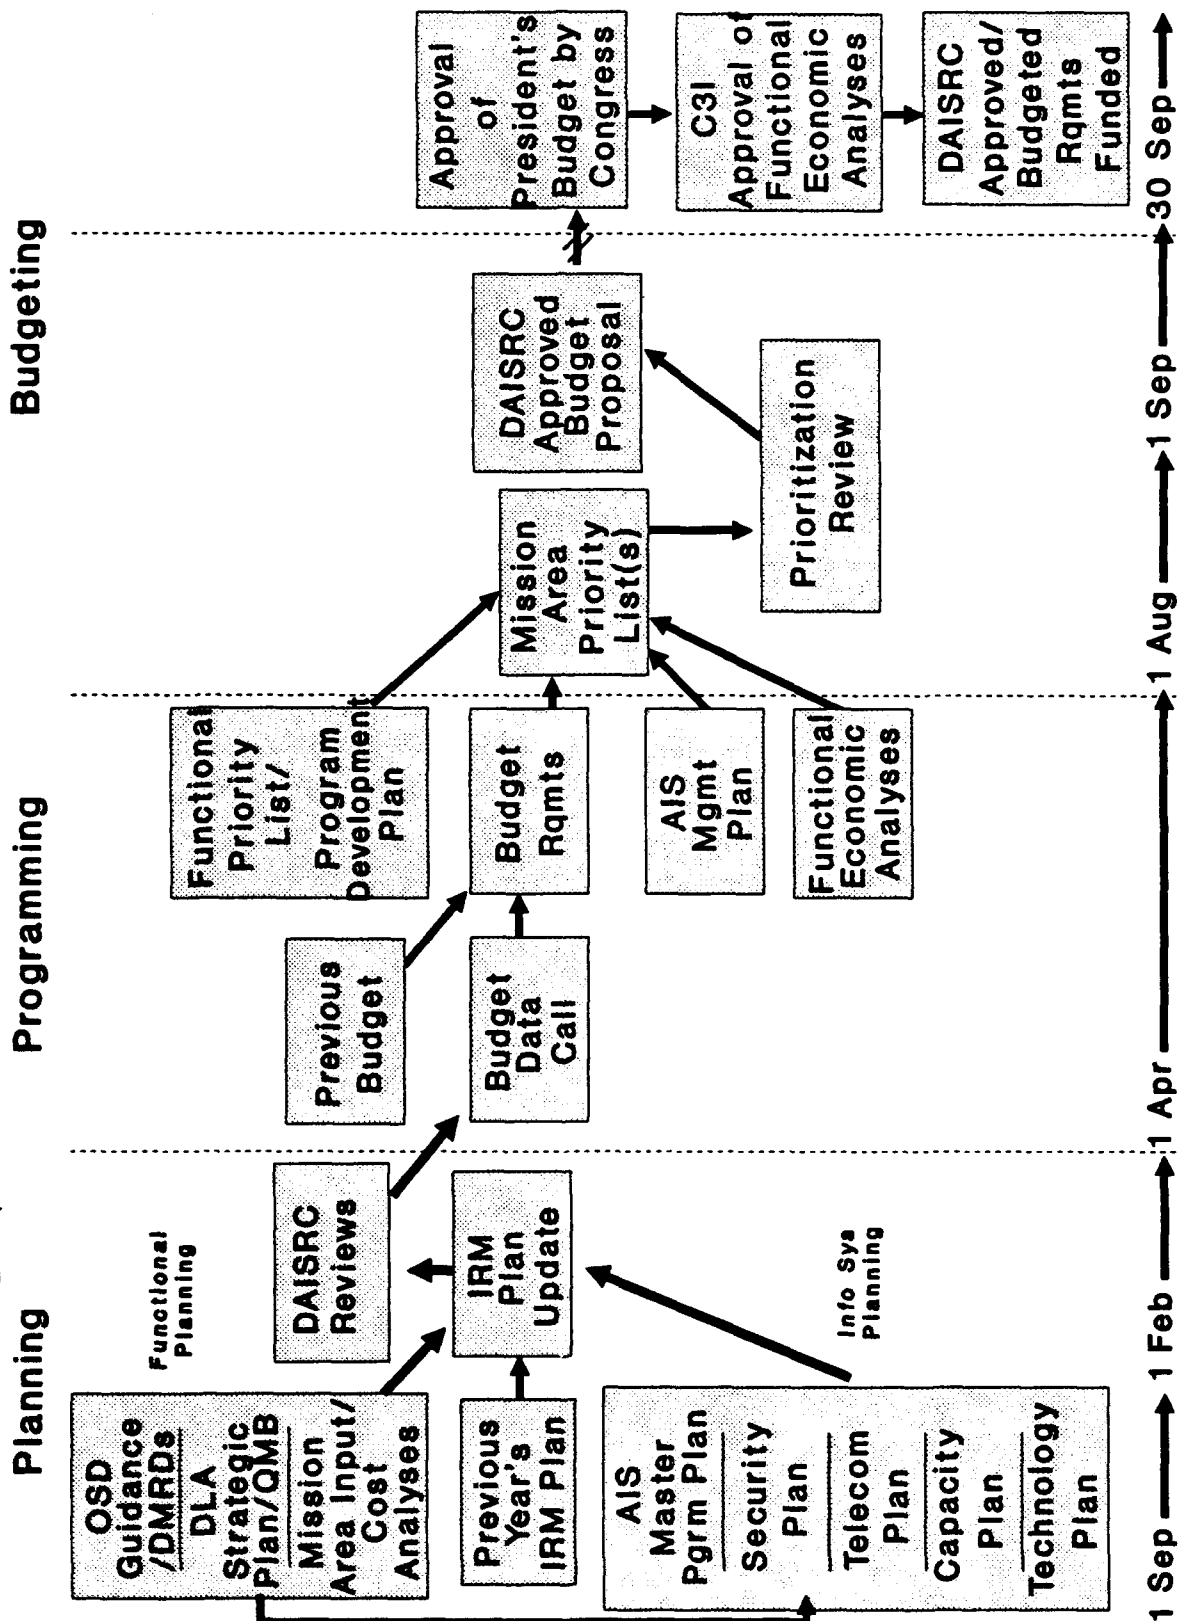 Planning
Programming
Budgeting
Functional
Planning
OSD
Guidance
/DMRDs
DLA
Strategic
Plan/QMB
Mission
Area Input/
Cost
Analyses
Previous
Year's
IRM Plan
AIS
Master
Pgrm Plan
Security
Plan
Telecom
Plan
Capacity
Plan
Technology
Plan
DAISRC
Reviews
IRM
Plan
Update
Info Sys
Planning
Previous
Budget
Budget
Data
Call
Functional
Priority
List/
Program
Development
Plan
Budget
Rqmts
AIS
Mgmt
Plan
Functional
Economic
Analyses
Mission
Area
Priority
List(s)
Prioritization
Review
DAISRC
Approved
Budget
Proposal
Approval
of
President's
Budget by
Congress
C3I
Approval of
Functional
Economic
Analyses
DAISRC
Approved/
Budgeted
Rqmts
Funded
1 Sep
1 Feb
1 Apr
1 Aug
1 Sep
30 Sep